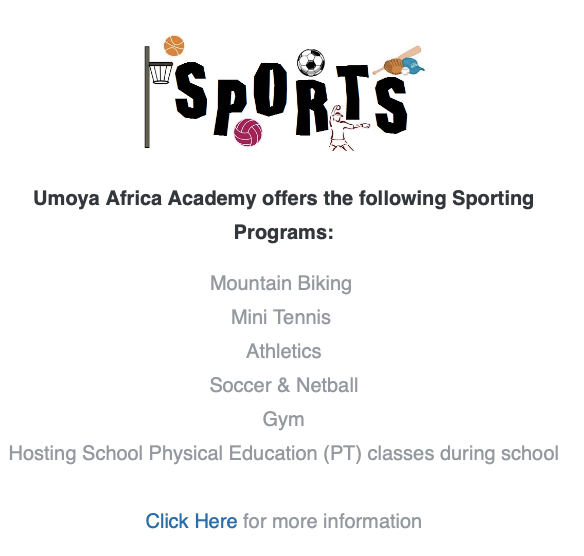 SPORTS
Umoya Africa Academy offers the following Sporting
Programs:
Mountain Biking
Mini Tennis
Athletics
Soccer & Netball
Gym
Hosting School Physical Education (PT) classes during school
Click Here for more information